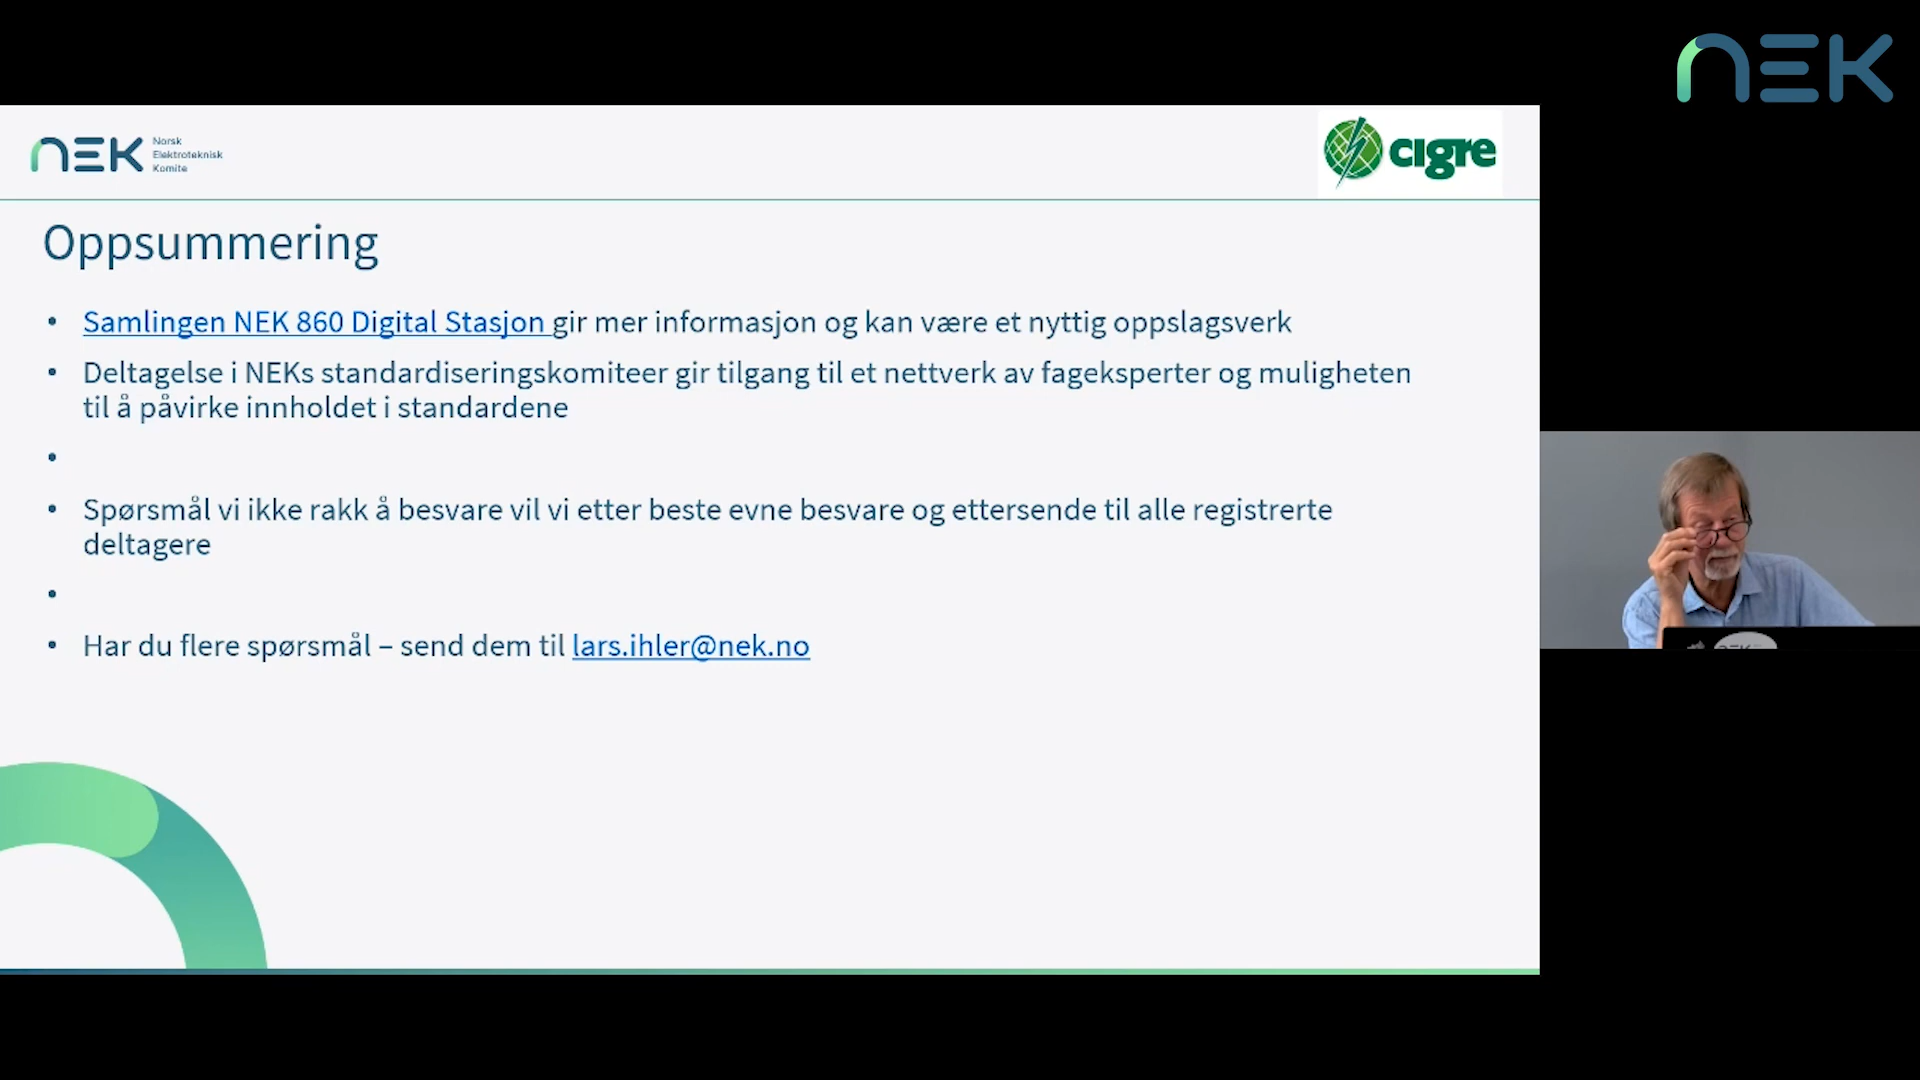 NEK
NEK
Norsk
Elektroteknisk
Komite
cigre
Oppsummering
• Samlingen NEK 860 Digital Stasjon gir mer informasjon og kan være et nyttig oppslagsverk
• Deltagelse i NEKs standardiseringskomiteer gir tilgang til et nettverk av fageksperter og muligheten
til å påvirke innholdet i standardene
•
• Spørsmål vi ikke rakk å besvare vil vi etter beste evne besvare og ettersende til alle registrerte
deltagere
•
• Har du flere spørsmål – send dem til lars.ihler@nek.no